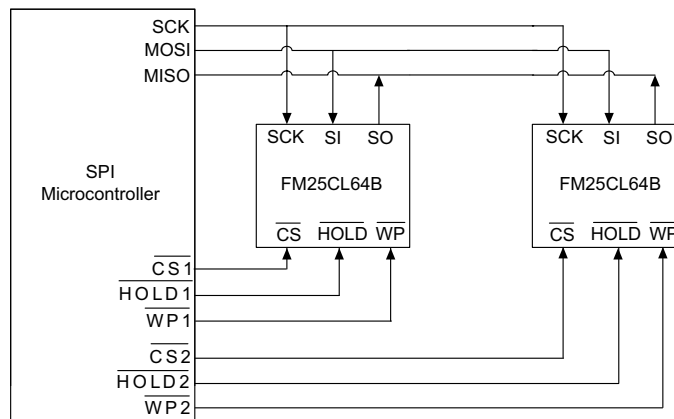 SCK
MOSI
MISO
SPI
Microcontroller
CS1
HOLD1
WP1
CS2
HOLD2
WP2
SCK SI SO
FM25CL64B
CS HOLD WP
SCK SI SO
FM25CL64B
CS HOLD WP